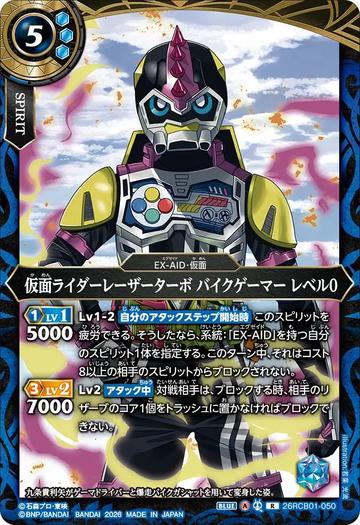 5
SPIRIT
EX-AID・仮面
仮面ライダーレーザーターボ バイクゲーマー レベル0
1 LV1 5000
Lv1-2 自分のアタックステップ開始時 このスピリットを
疲労できる。そうしたなら、系統:「EX-AID」を持つ自分
のスピリット1体を指定する。このターン中、それはコスト
8以上の相手のスピリットからブロックされない。
3 LV2 7000
Lv2 アタック中 対戦相手は、ブロックする時、相手のリ
ザーブのコア1個をトラッシュに置かなければブロックで
きない。
九条貴利矢がゲーマドライバーと爆走バイクガシャットを用いて変身した姿。
©石森プロ・東映
©BNP/BANDAI BANDAI 2026 MADE IN JAPAN
BLUE A R 26RCB01-050